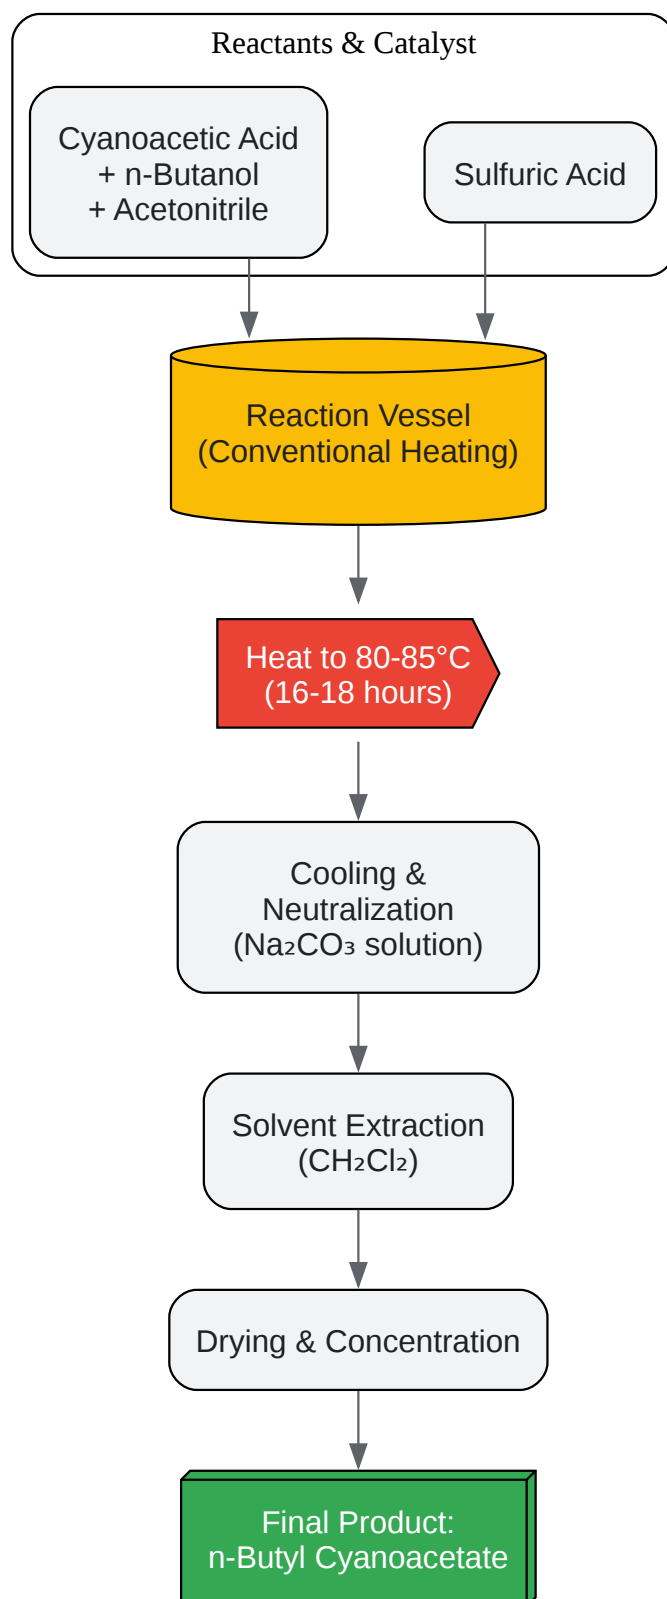 Reactants & Catalyst
Cyanoacetic Acid
+ n-Butanol
+ Acetonitrile
Sulfuric Acid
Reaction Vessel
(Conventional Heating)
Heat to 80-85°C
(16-18 hours)
Cooling &
Neutralization
(Na₂CO₃ solution)
Solvent Extraction
(CH₂Cl₂)
Drying & Concentration
Final Product:
n-Butyl Cyanoacetate